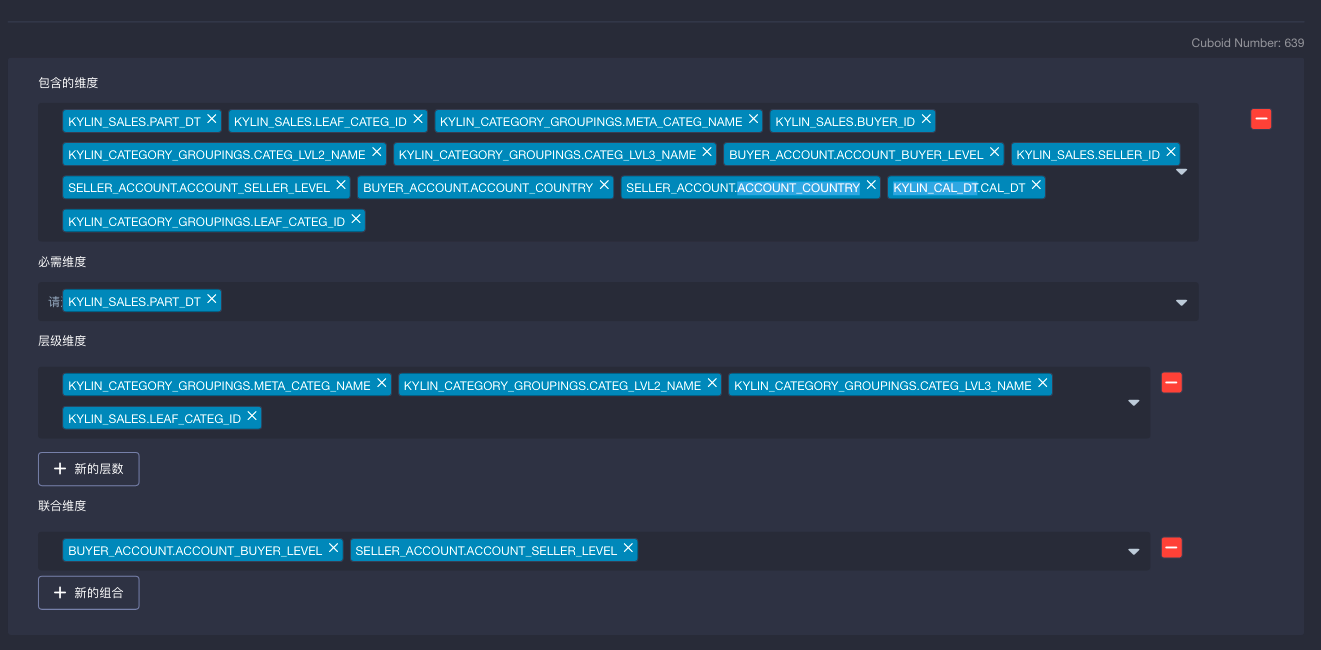 Cuboid Number: 639
包含的维度
KYLIN_SALES.PART_DT KYLIN_SALES.LEAF_CATEG_ID KYLIN_CATEGORY_GROUPINGS.META_CATEG_NAME KYLIN_SALES.BUYER_ID
KYLIN_CATEGORY_GROUPINGS.CATEG_LVL2_NAME KYLIN_CATEGORY_GROUPINGS.CATEG_LVL3_NAME BUYER_ACCOUNT.ACCOUNT_BUYER_LEVEL KYLIN_SALES.SELLER_ID
SELLER_ACCOUNT.ACCOUNT_SELLER_LEVEL BUYER_ACCOUNT.ACCOUNT_COUNTRY SELLER_ACCOUNT.ACCOUNT_COUNTRY KYLIN_CAL_DT.CAL_DT
KYLIN_CATEGORY_GROUPINGS.LEAF_CATEG_ID
必需维度
请 KYLIN_SALES.PART_DT
层级维度
KYLIN_CATEGORY_GROUPINGS.META_CATEG_NAME KYLIN_CATEGORY_GROUPINGS.CATEG_LVL2_NAME KYLIN_CATEGORY_GROUPINGS.CATEG_LVL3_NAME
KYLIN_SALES.LEAF_CATEG_ID
新的层数
联合维度
BUYER_ACCOUNT.ACCOUNT_BUYER_LEVEL SELLER_ACCOUNT.ACCOUNT_SELLER_LEVEL
新的组合